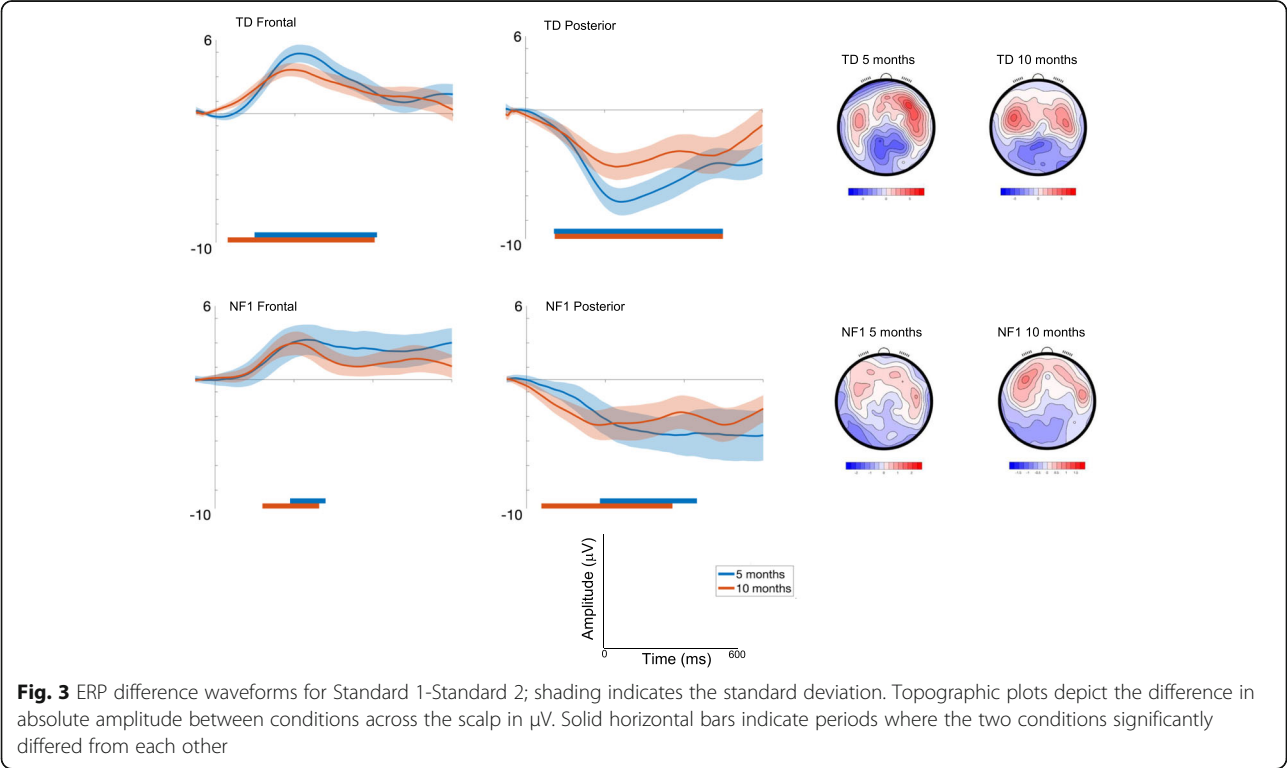 TD Frontal
6
-10
TD Posterior
6
-10
TD 5 months
TD 10 months
NF1 Frontal
6
-10
NF1 Posterior
6
-10
NF1 5 months
NF1 10 months
Amplitude (μV)
0
600
Time (ms)
5 months
10 months
Fig. 3 ERP difference waveforms for Standard 1-Standard 2; shading indicates the standard deviation. Topographic plots depict the difference in
absolute amplitude between conditions across the scalp in μV. Solid horizontal bars indicate periods where the two conditions significantly
differed from each other